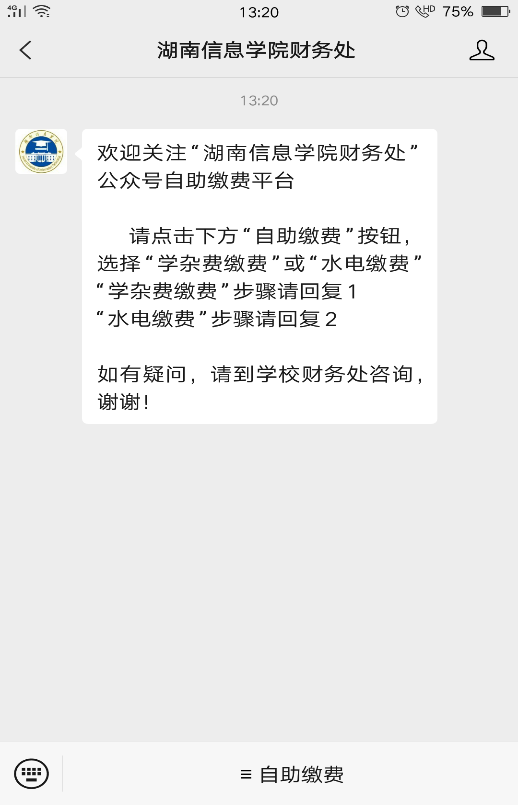 4G 13:20 HD 75%
湖南信息学院财务处
13:20
欢迎关注“湖南信息学院财务处”
公众号自助缴费平台
请点击下方“自助缴费”按钮，
选择“学杂费缴费”或“水电缴费”
“学杂费缴费”步骤请回复1
“水电缴费”步骤请回复2
如有疑问，请到学校财务处咨询，
谢谢！
≡ 自助缴费